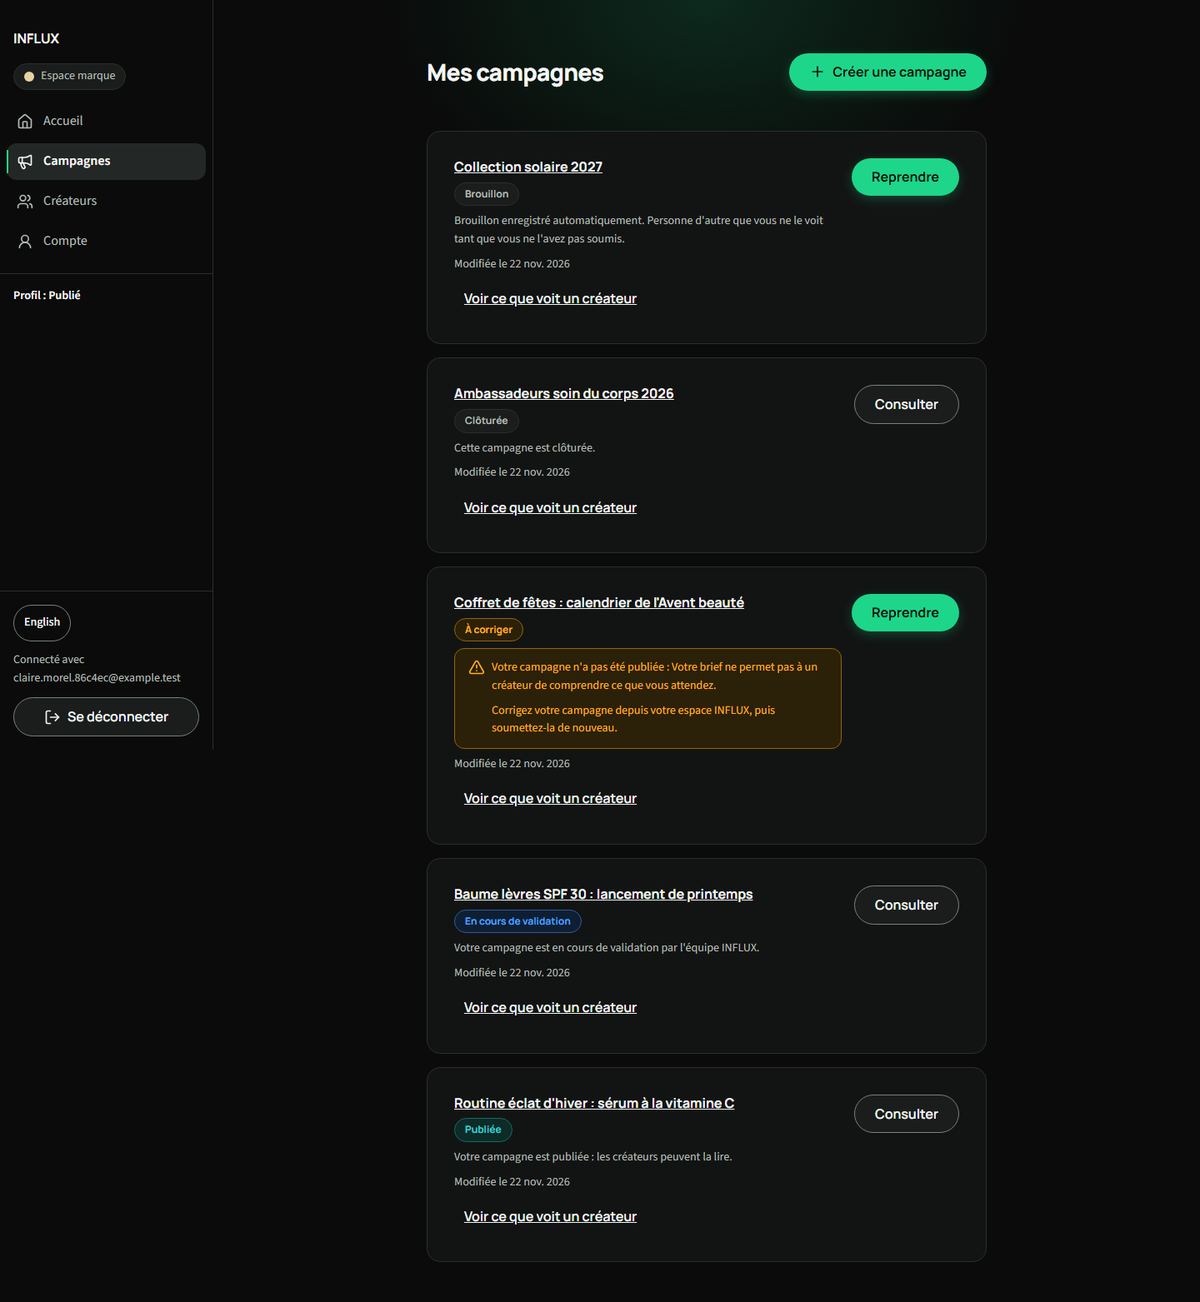 INFLUX
Espace marque
Accueil
Campagnes
Créateurs
Compte
Profil : Publié
English
Connecté avec
claire.morel.86c4ec@example.test
Se déconnecter
Mes campagnes
Créer une campagne
Collection solaire 2027
Reprendre
Brouillon
Brouillon enregistré automatiquement. Personne d'autre que vous ne le voit
tant que vous ne l'avez pas soumis.
Modifiée le 22 nov. 2026
Voir ce que voit un créateur
Ambassadeurs soin du corps 2026
Consulter
Clôturée
Cette campagne est clôturée.
Modifiée le 22 nov. 2026
Voir ce que voit un créateur
Coffret de fêtes : calendrier de l'Avent beauté
Reprendre
À corriger
Votre campagne n'a pas été publiée : Votre brief ne permet pas à un
créateur de comprendre ce que vous attendez.
Corrigez votre campagne depuis votre espace INFLUX, puis
soumettez-la de nouveau.
Modifiée le 22 nov. 2026
Voir ce que voit un créateur
Baume lèvres SPF 30 : lancement de printemps
Consulter
En cours de validation
Votre campagne est en cours de validation par l'équipe INFLUX.
Modifiée le 22 nov. 2026
Voir ce que voit un créateur
Routine éclat d'hiver : sérum à la vitamine C
Consulter
Publiée
Votre campagne est publiée : les créateurs peuvent la lire.
Modifiée le 22 nov. 2026
Voir ce que voit un créateur